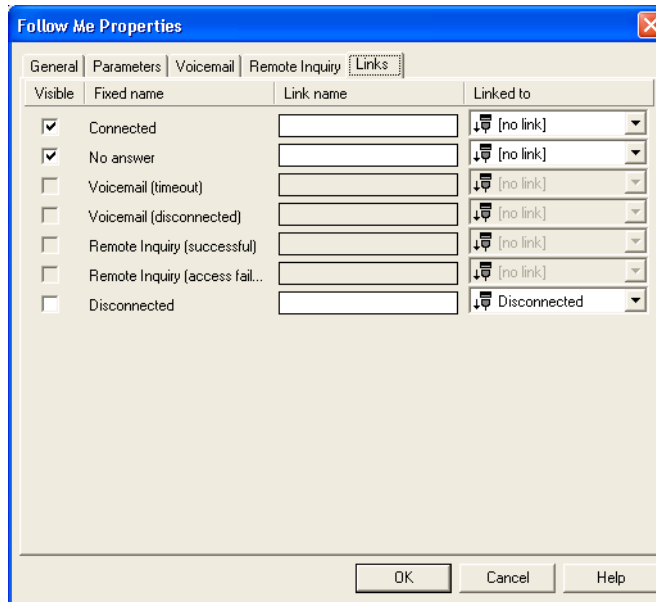 Follow Me Properties
General Parameters Voicemail Remote Inquiry Links
Visible Fixed name Link name Linked to
Connected [no link]
No answer [no link]
Voicemail (timeout) [no link]
Voicemail (disconnected) [no link]
Remote Inquiry (successful) [no link]
Remote Inquiry (access fail... [no link]
Disconnected Disconnected
OK Cancel Help